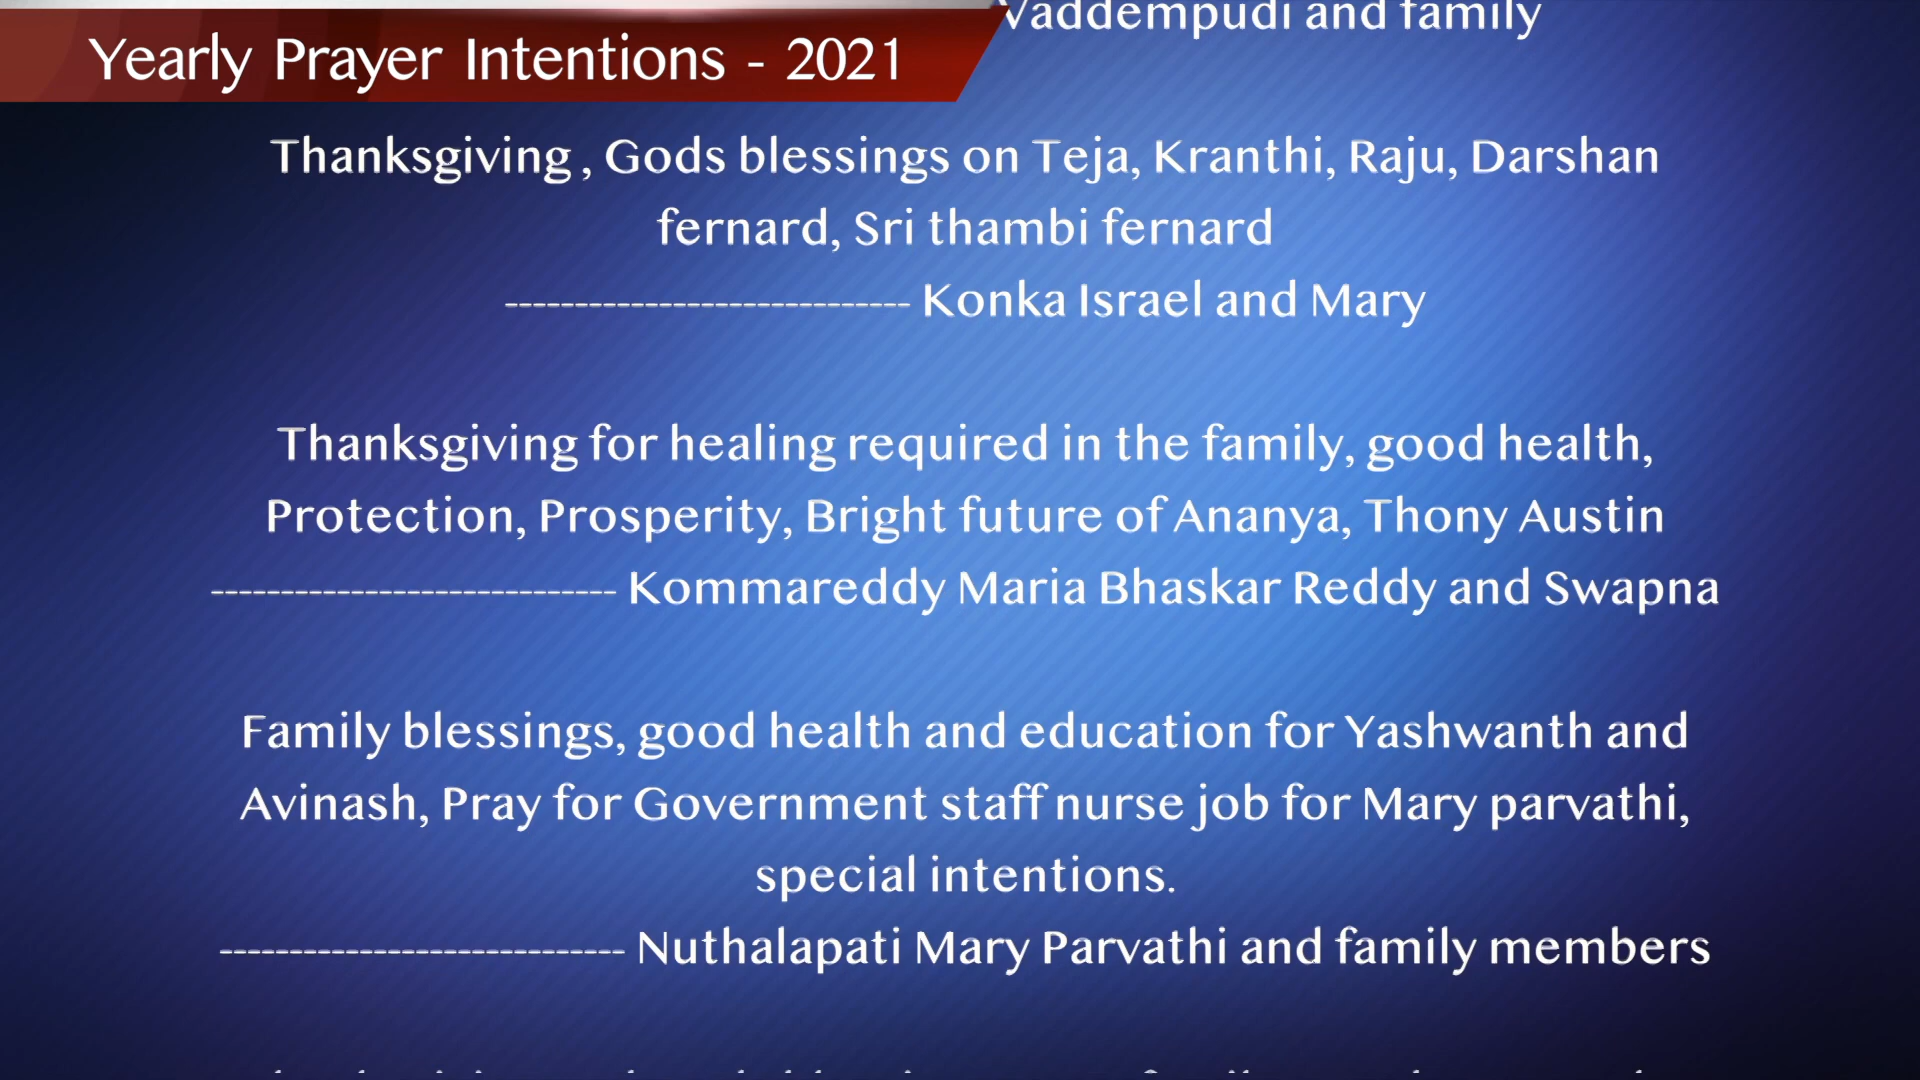 Vaddempudi and family
Yearly Prayer Intentions - 2021
Thanksgiving , Gods blessings on Teja, Kranthi, Raju, Darshan
fernard, Sri thambi fernard
----------------------------- Konka Israel and Mary
Thanksgiving for healing required in the family, good health,
Protection, Prosperity, Bright future of Ananya, Thony Austin
----------------------------- Kommareddy Maria Bhaskar Reddy and Swapna
Family blessings, good health and education for Yashwanth and
Avinash, Pray for Government staff nurse job for Mary parvathi,
special intentions.
----------------------------- Nuthalapati Mary Parvathi and family members